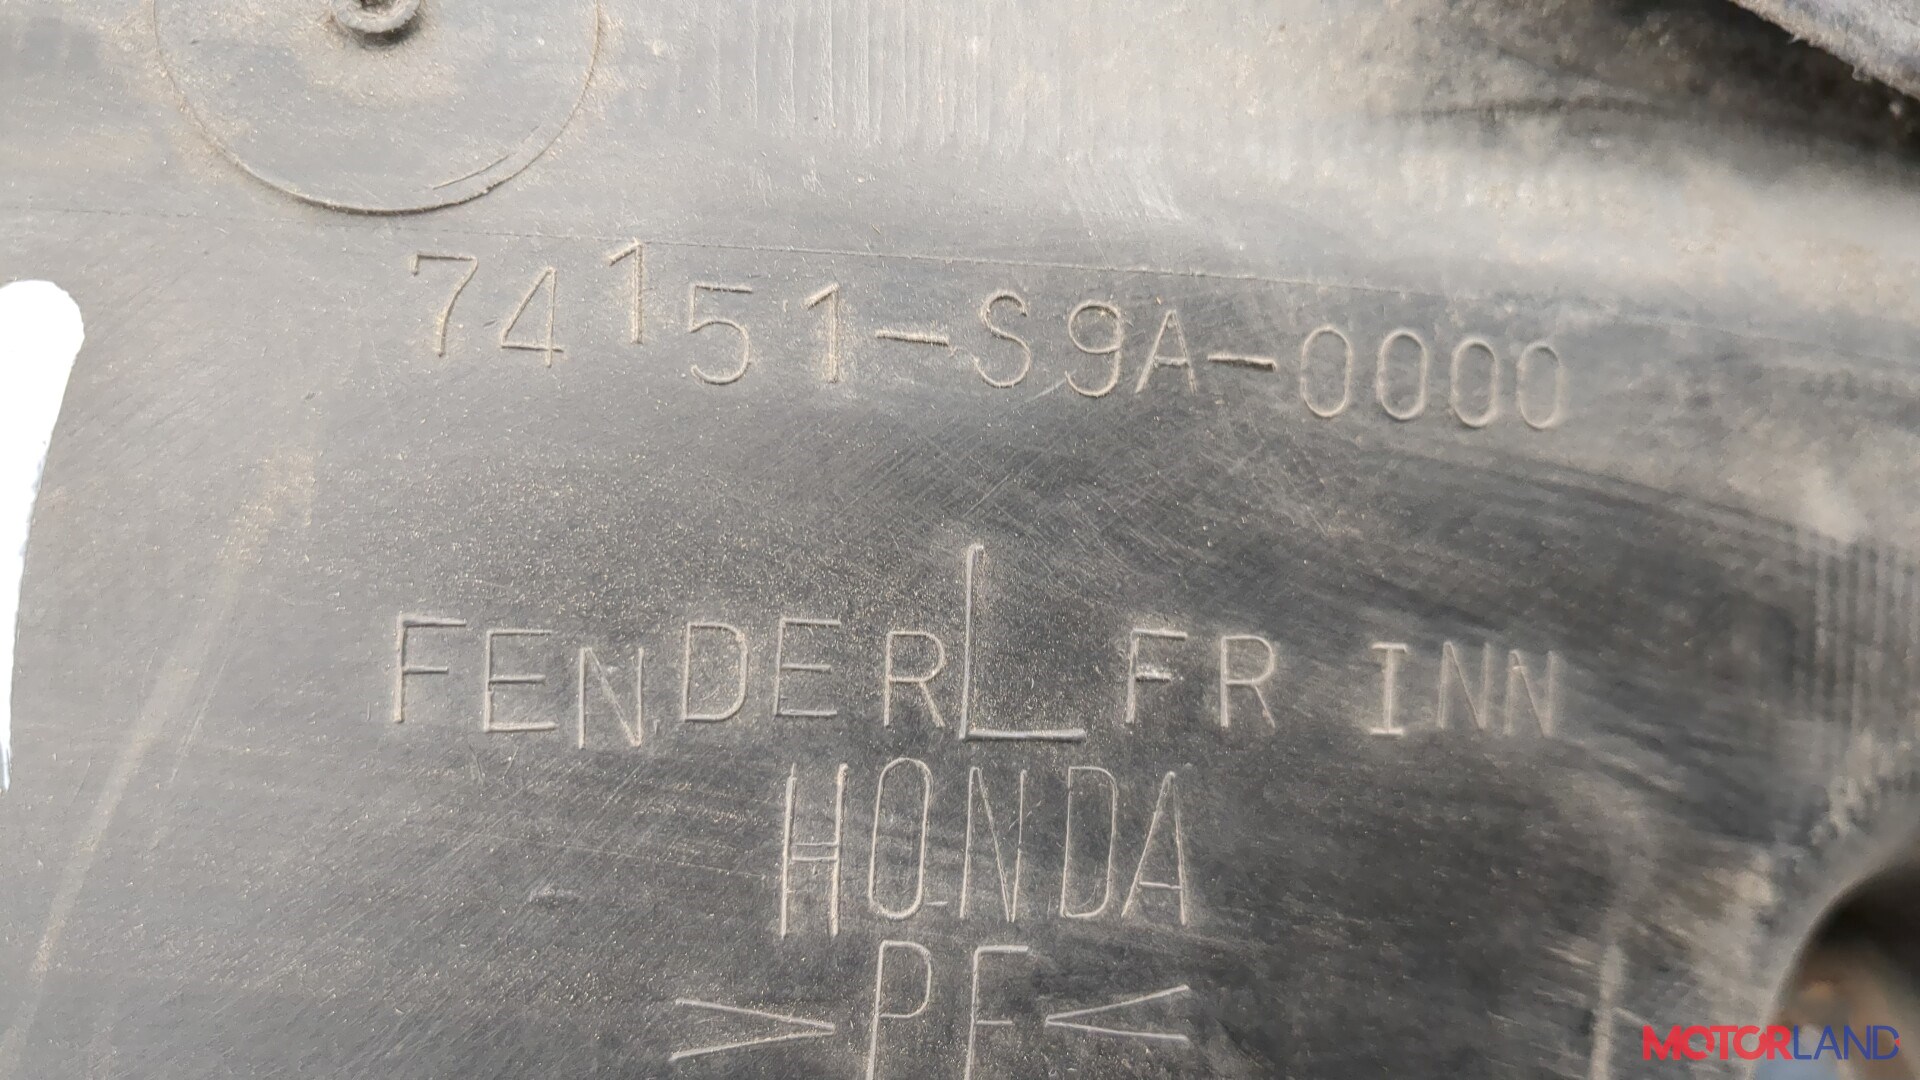 74151-S9A-0000
FENDER L FR INN
HONDA
>PE<
MOTORLAND